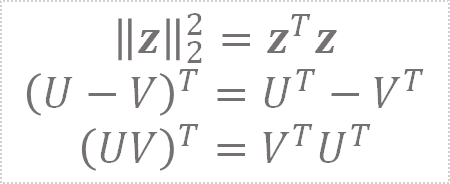 ‖z‖₂² = zᵀz
(U − V)ᵀ = Uᵀ − Vᵀ
(UV)ᵀ = VᵀUᵀ